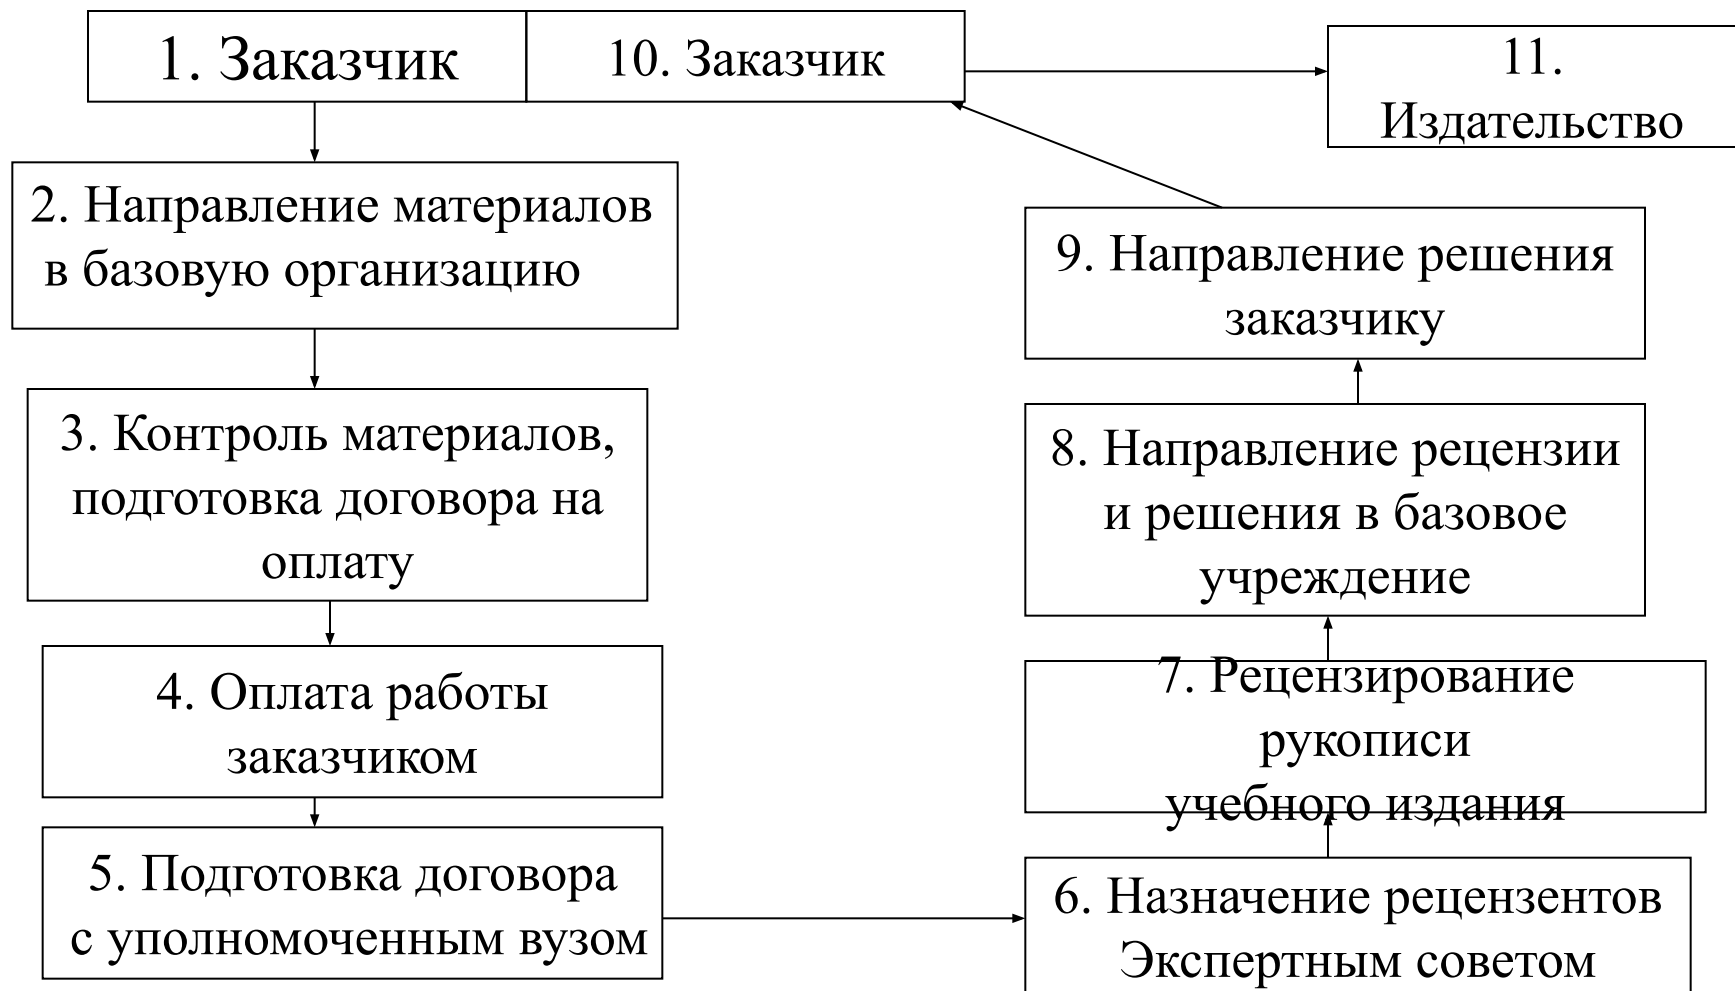 1. Заказчик
2. Направление материалов
в базовую организацию
3. Контроль материалов,
подготовка договора на
оплату
4. Оплата работы
заказчиком
5. Подготовка договора
с уполномоченным вузом
6. Назначение рецензентов
Экспертным советом
7. Рецензирование
рукописи
учебного издания
8. Направление рецензии
и решения в базовое
учреждение
9. Направление решения
заказчику
10. Заказчик
11.
Издательство